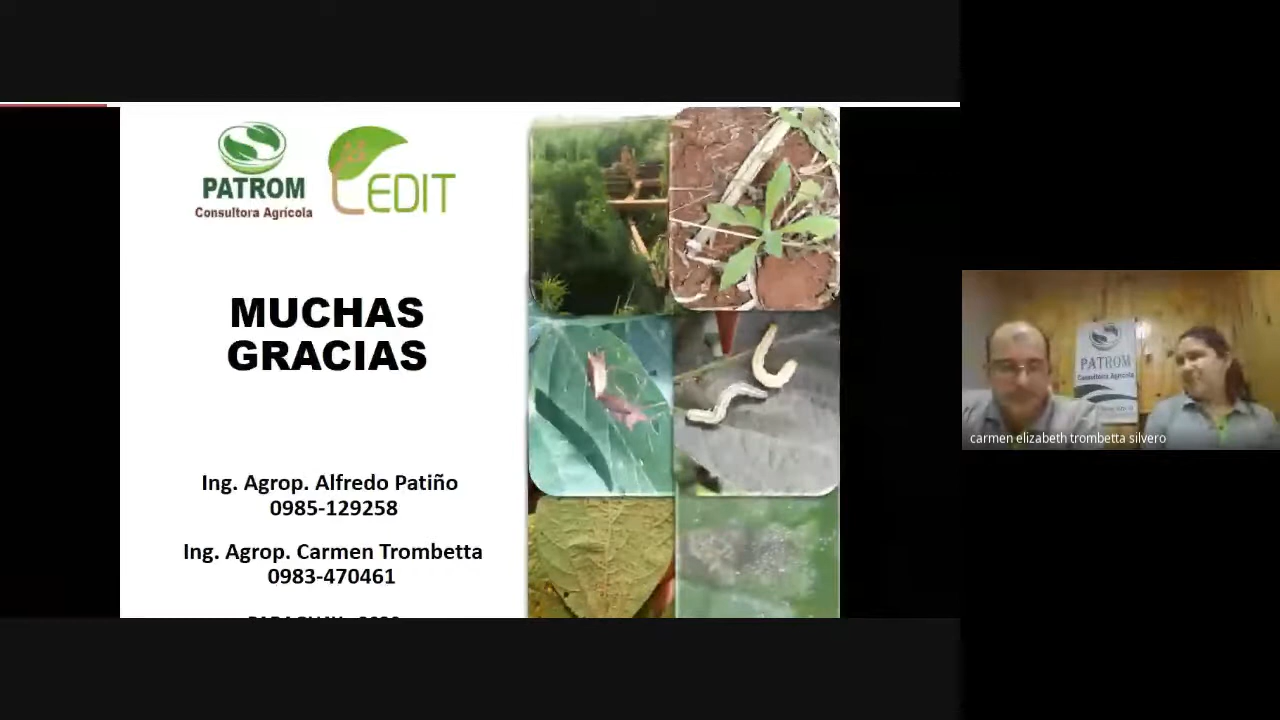 PATROM
Consultora Agrícola
CEDIT
MUCHAS
GRACIAS
Ing. Agrop. Alfredo Patiño
0985-129258
Ing. Agrop. Carmen Trombetta
0983-470461
PATROM
Consultora Agrícola
carmen elizabeth trombetta silvero